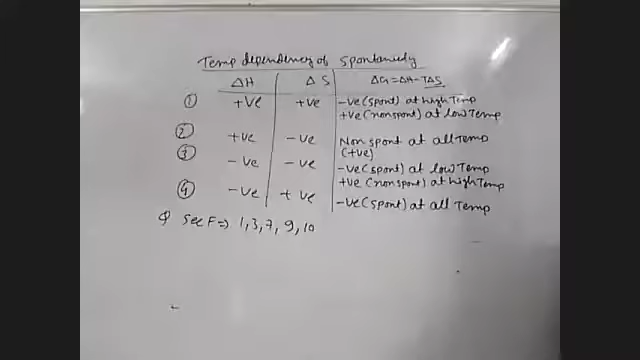 Temp dependency of Spontaniety
ΔH ΔS ΔG=ΔH-TΔS
① +ve +ve -ve(spont) at high Temp
+ve(nonspont) at low Temp
② +ve -ve Non spont at all Temp
(+ve)
③ -ve -ve -ve(spont) at low Temp
+ve(nonspont) at high Temp
④ -ve +ve -ve(spont) at all Temp
Q sec F⇒ 1,3,7,9,10